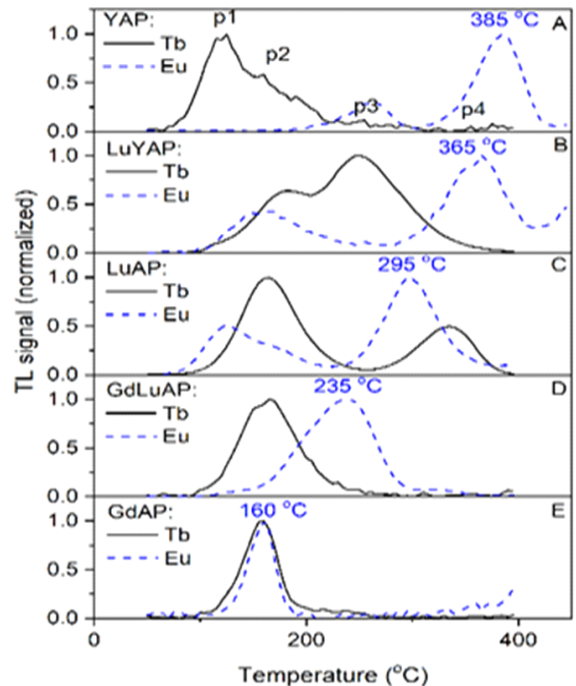 YAP:
Tb
Eu
p1
p2
p3
p4
385 °C
A
1.0
0.5
0.0
LuYAP:
Tb
Eu
365 °C
B
1.0
0.5
0.0
LuAP:
Tb
Eu
295 °C
C
1.0
0.5
0.0
GdLuAP:
Tb
Eu
235 °C
D
1.0
0.5
0.0
GdAP:
Tb
Eu
160 °C
E
1.0
0.5
0.0
0 200 400
Temperature (°C)
TL signal (normalized)